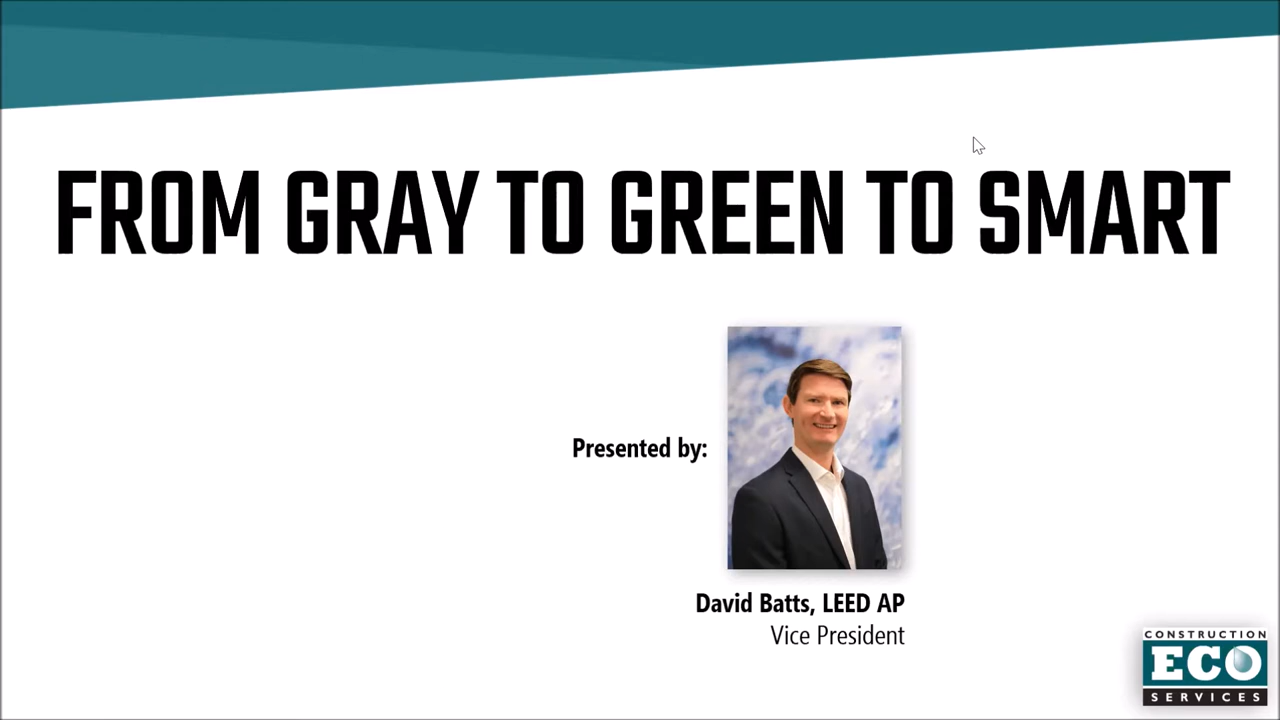 FROM GRAY TO GREEN TO SMART
Presented by:
David Batts, LEED AP
Vice President
CONSTRUCTION
ECO
SERVICES